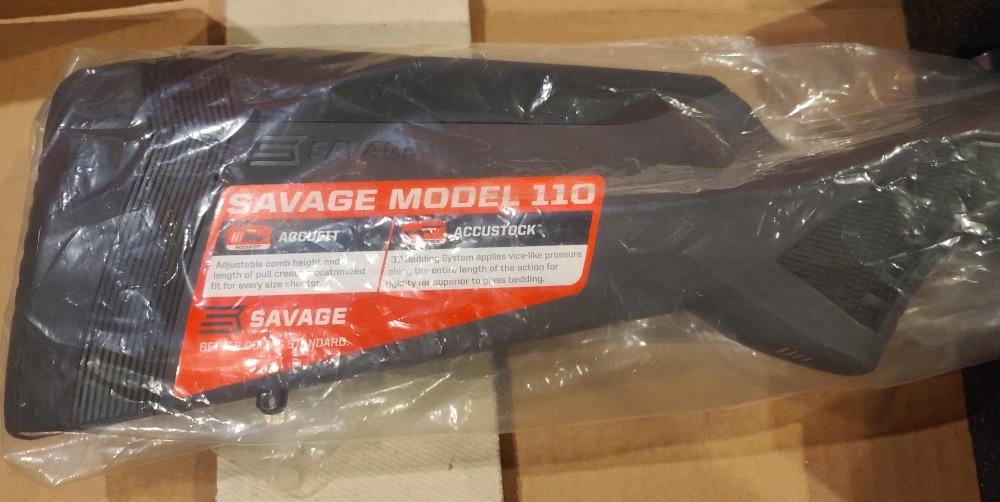 SAVAGE
SAVAGE MODEL 110
ACCUFIT
ACCUFIT
Adjustable comb height and
length of pull creates customized
fit for every size shooter.
ACCUSTOCK
3D Bedding System applies vice-like pressure
along the entire length of the action for
rigidity far superior to glass bedding.
SAVAGE
BETTER COMES STANDARD.